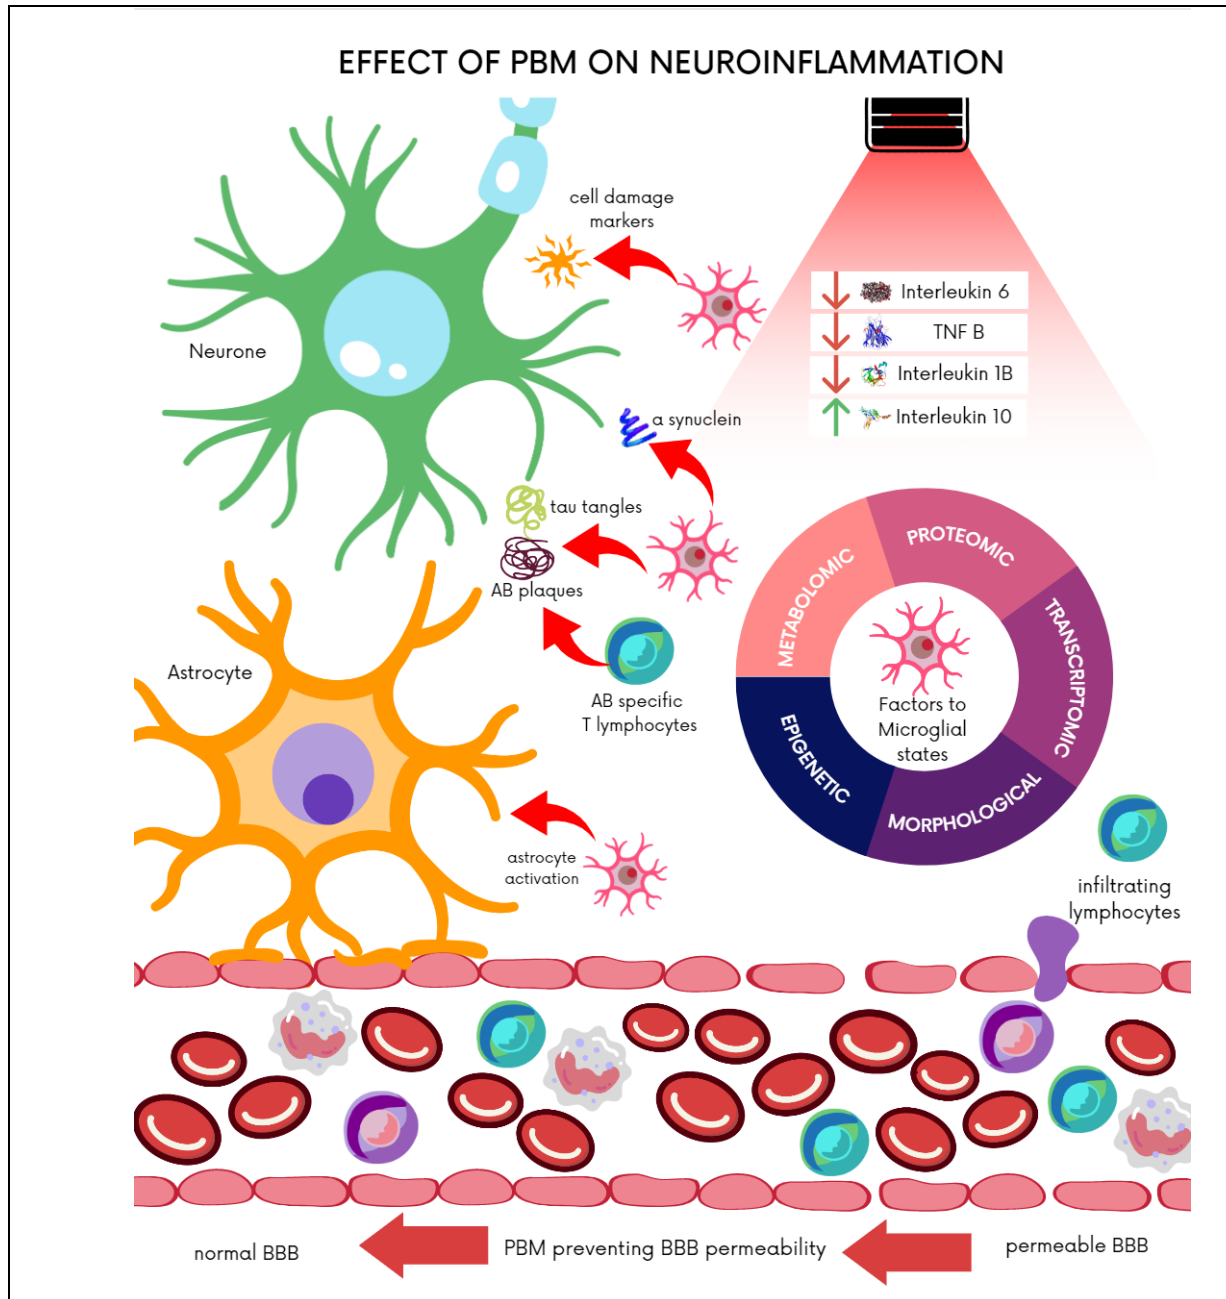 EFFECT OF PBM ON NEUROINFLAMMATION
cell damage
markers
Interleukin 6
TNF B
Interleukin 1B
Interleukin 10
Neurone
α synuclein
tau tangles
AB plaques
Astrocyte
AB specific
T lymphocytes
METABOLOMIC
PROTEOMIC
TRANSCRIPTOMIC
MORPHOLOGICAL
EPIGENETIC
Factors to
Microglial
states
astrocyte
activation
infiltrating
lymphocytes
normal BBB
PBM preventing BBB permeability
permeable BBB